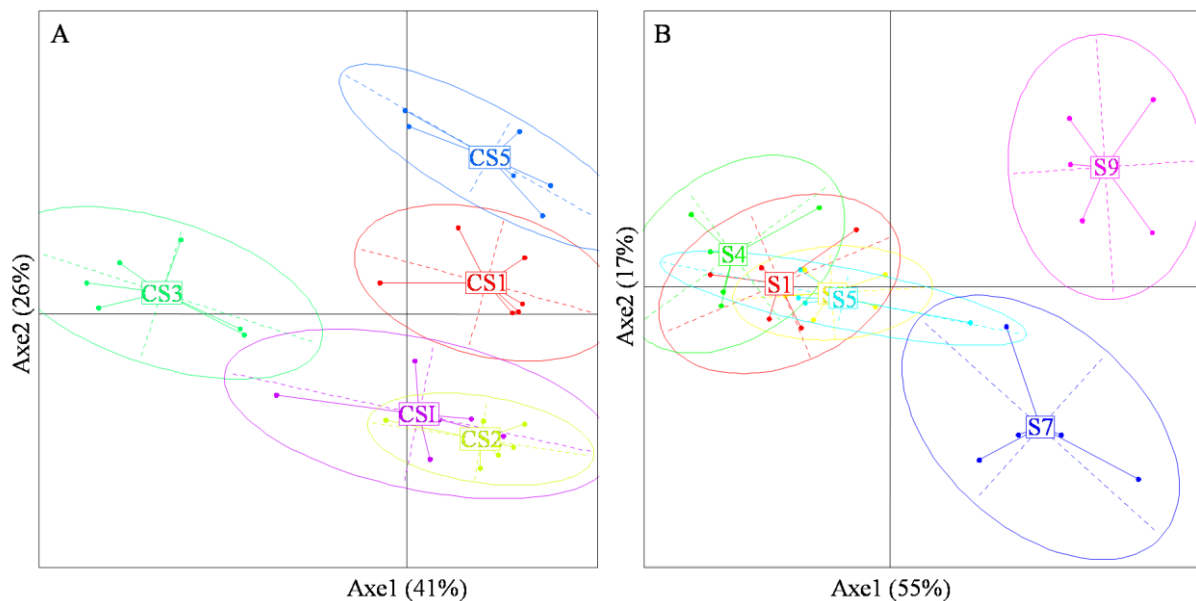 A
CS5
CS1
CS3
CSI
CS2
Axe2 (26%)
Axe1 (41%)
B
S9
S4
S1
S5
S7
Axe2 (17%)
Axe1 (55%)